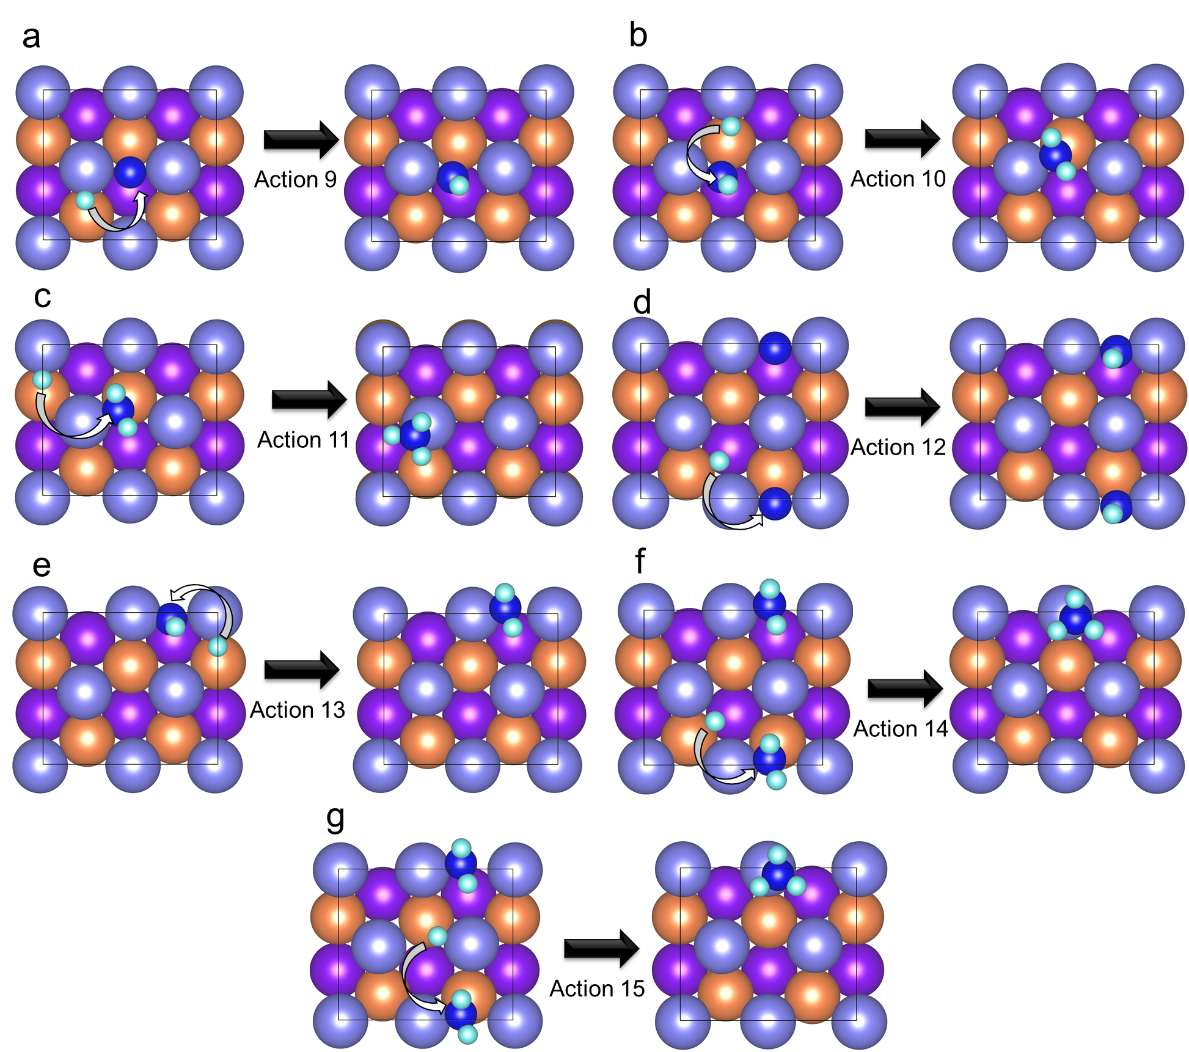 a
Action 9
b
Action 10
c
Action 11
d
Action 12
e
Action 13
f
Action 14
g
Action 15